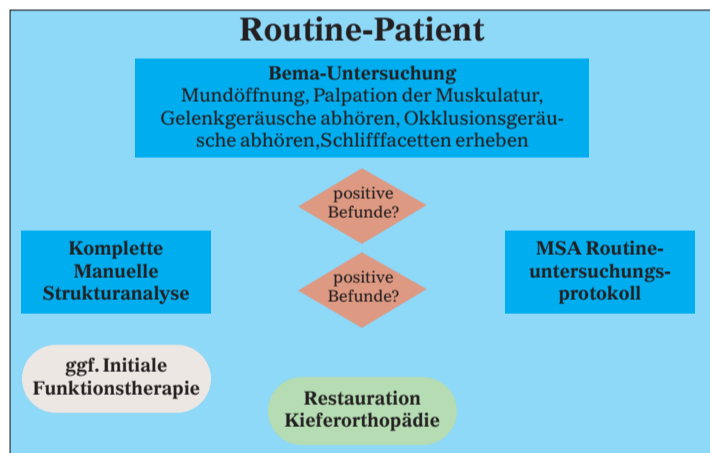 Routine-Patient
Bema-Untersuchung
Mundöffnung, Palpation der Muskulatur,
Gelenkgeräusche abhören, Okklusionsgeräu-
sche abhören,Schlifffacetten erheben
positive
Befunde?
Komplette
Manuelle
Strukturanalyse
positive
Befunde?
MSA Routine-
untersuchungs-
protokoll
ggf. Initiale
Funktionstherapie
Restauration
Kieferorthopädie